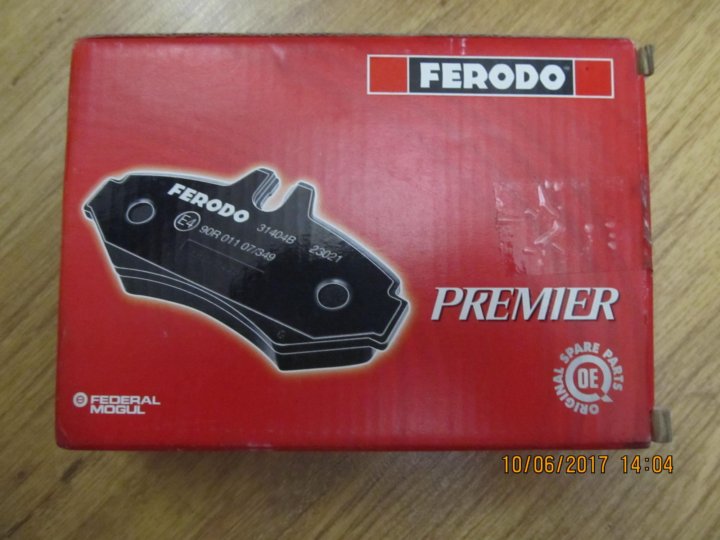 FERODO
FERODO
31404B 23021
E4 90R 011 07/349
PREMIER
ORIGINAL SPARE PARTS
OE
FEDERAL
MOGUL
10/06/2017 14:04